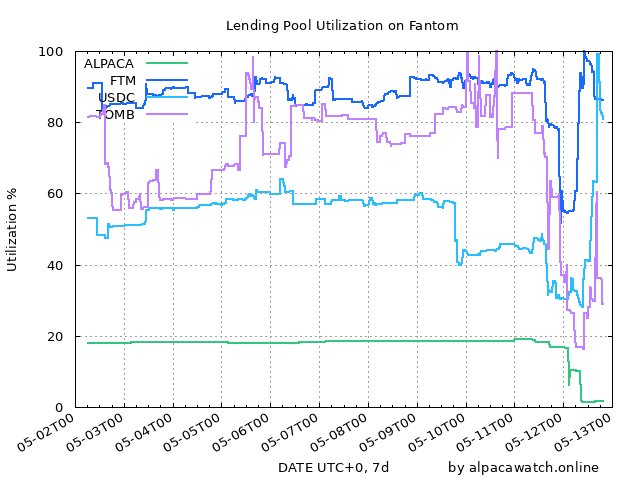 Lending Pool Utilization on Fantom
ALPACA
FTM
USDC
TOMB
Utilization %
100
80
60
40
20
0
05-02T00
05-03T00
05-04T00
05-05T00
05-06T00
05-07T00
05-08T00
05-09T00
05-10T00
05-11T00
05-12T00
05-13T00
DATE UTC+0, 7d
by alpacawatch.online